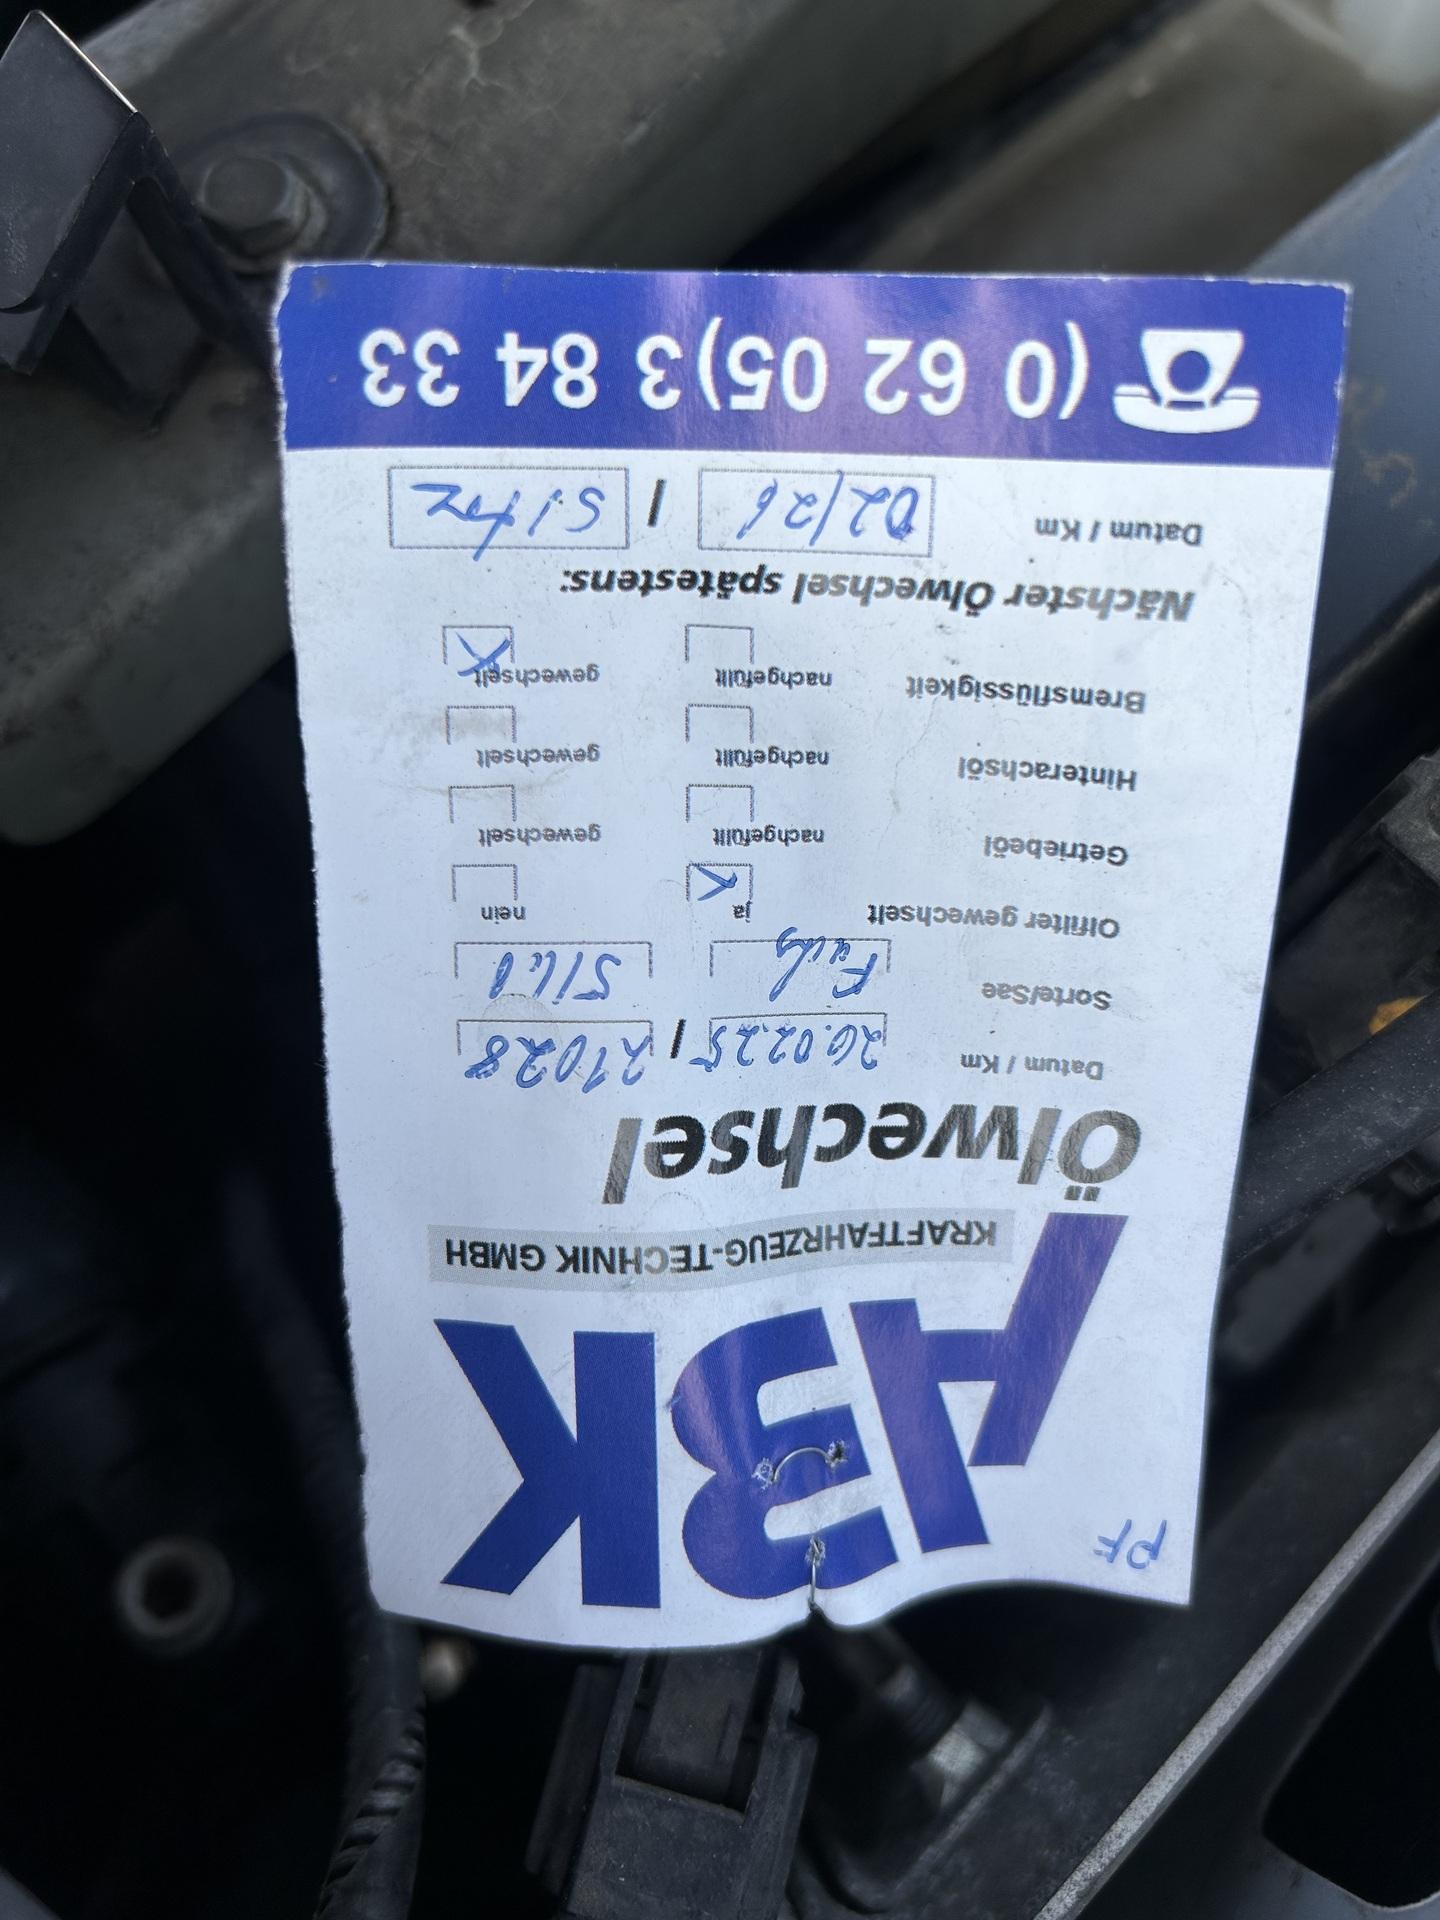 PF
ABK
KRAFTFAHRZEUG-TECHNIK GMBH
Ölwechsel
Datum / Km 20.02.25 / 21028
Sorte/Sae Fuchs
Ölfilter gewechselt ja X nein
Getriebeöl nachgefüllt gewechselt
Hinterachsöl nachgefüllt gewechselt
Bremsflüssigkeit nachgefüllt gewechselt X
Nächster Ölwechsel spätestens:
Datum / Km 02/26 /
(0 62 05)3 84 33